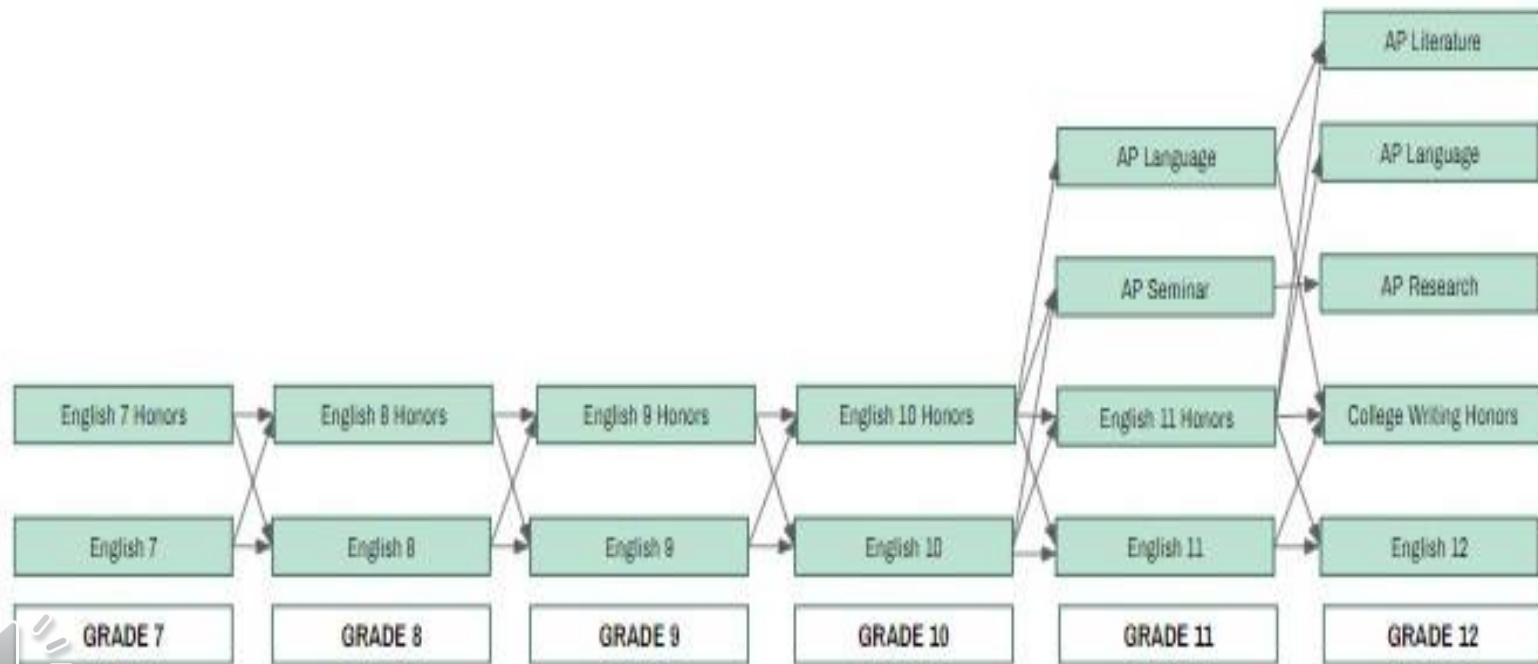 AP Literature
AP Language
AP Language
AP Seminar
AP Research
English 7 Honors
English 8 Honors
English 9 Honors
English 10 Honors
English 11 Honors
College Writing Honors
English 7
English 8
English 9
English 10
English 11
English 12
GRADE 7
GRADE 8
GRADE 9
GRADE 10
GRADE 11
GRADE 12